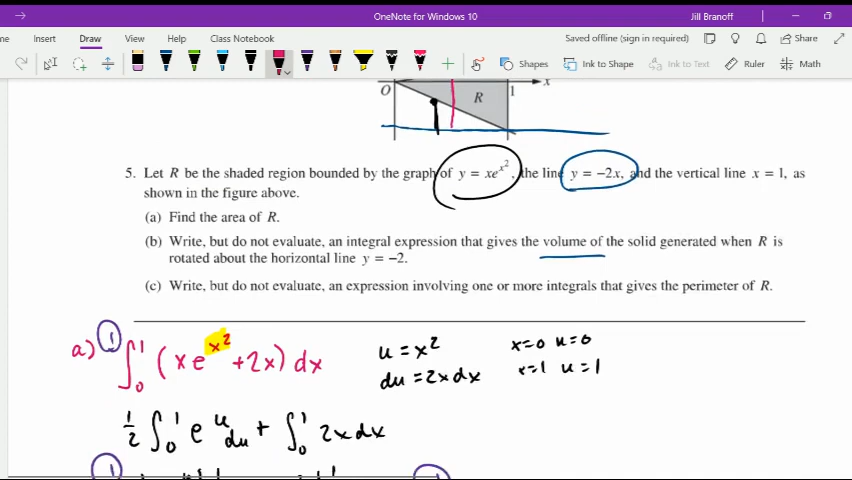 OneNote for Windows 10
Jill Branoff
Insert Draw View Help Class Notebook
Saved offline (sign in required)
Share
Shapes Ink to Shape Ink to Text Ruler Math
O 1 x
R
5. Let R be the shaded region bounded by the graph of y = xe^{x^2}, the line y = −2x, and the vertical line x = 1, as
shown in the figure above.
(a) Find the area of R.
(b) Write, but do not evaluate, an integral expression that gives the volume of the solid generated when R is
rotated about the horizontal line y = −2.
(c) Write, but do not evaluate, an expression involving one or more integrals that gives the perimeter of R.
a) ① ∫₀¹ (xe^{x^2} + 2x) dx
u = x²
du = 2x dx
x=0 u=0
x=1 u=1
½ ∫₀¹ e^u du + ∫₀¹ 2x dx